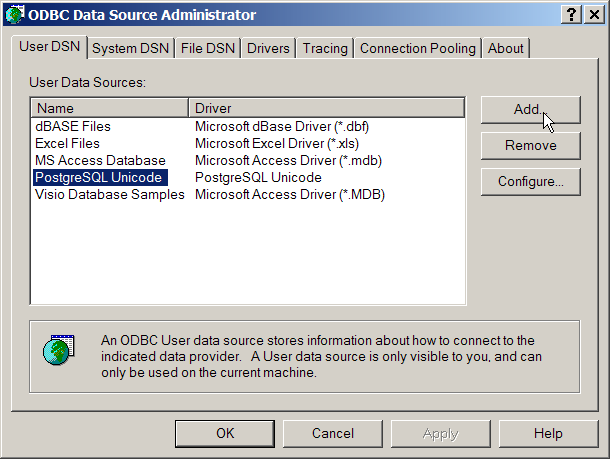 ODBC Data Source Administrator
User DSN System DSN File DSN Drivers Tracing Connection Pooling About
User Data Sources:
Name Driver
dBASE Files Microsoft dBase Driver (*.dbf)
Excel Files Microsoft Excel Driver (*.xls)
MS Access Database Microsoft Access Driver (*.mdb)
PostgreSQL Unicode PostgreSQL Unicode
Visio Database Samples Microsoft Access Driver (*.MDB)
Add...
Remove
Configure...
An ODBC User data source stores information about how to connect to the
indicated data provider. A User data source is only visible to you, and can
only be used on the current machine.
OK Cancel Apply Help